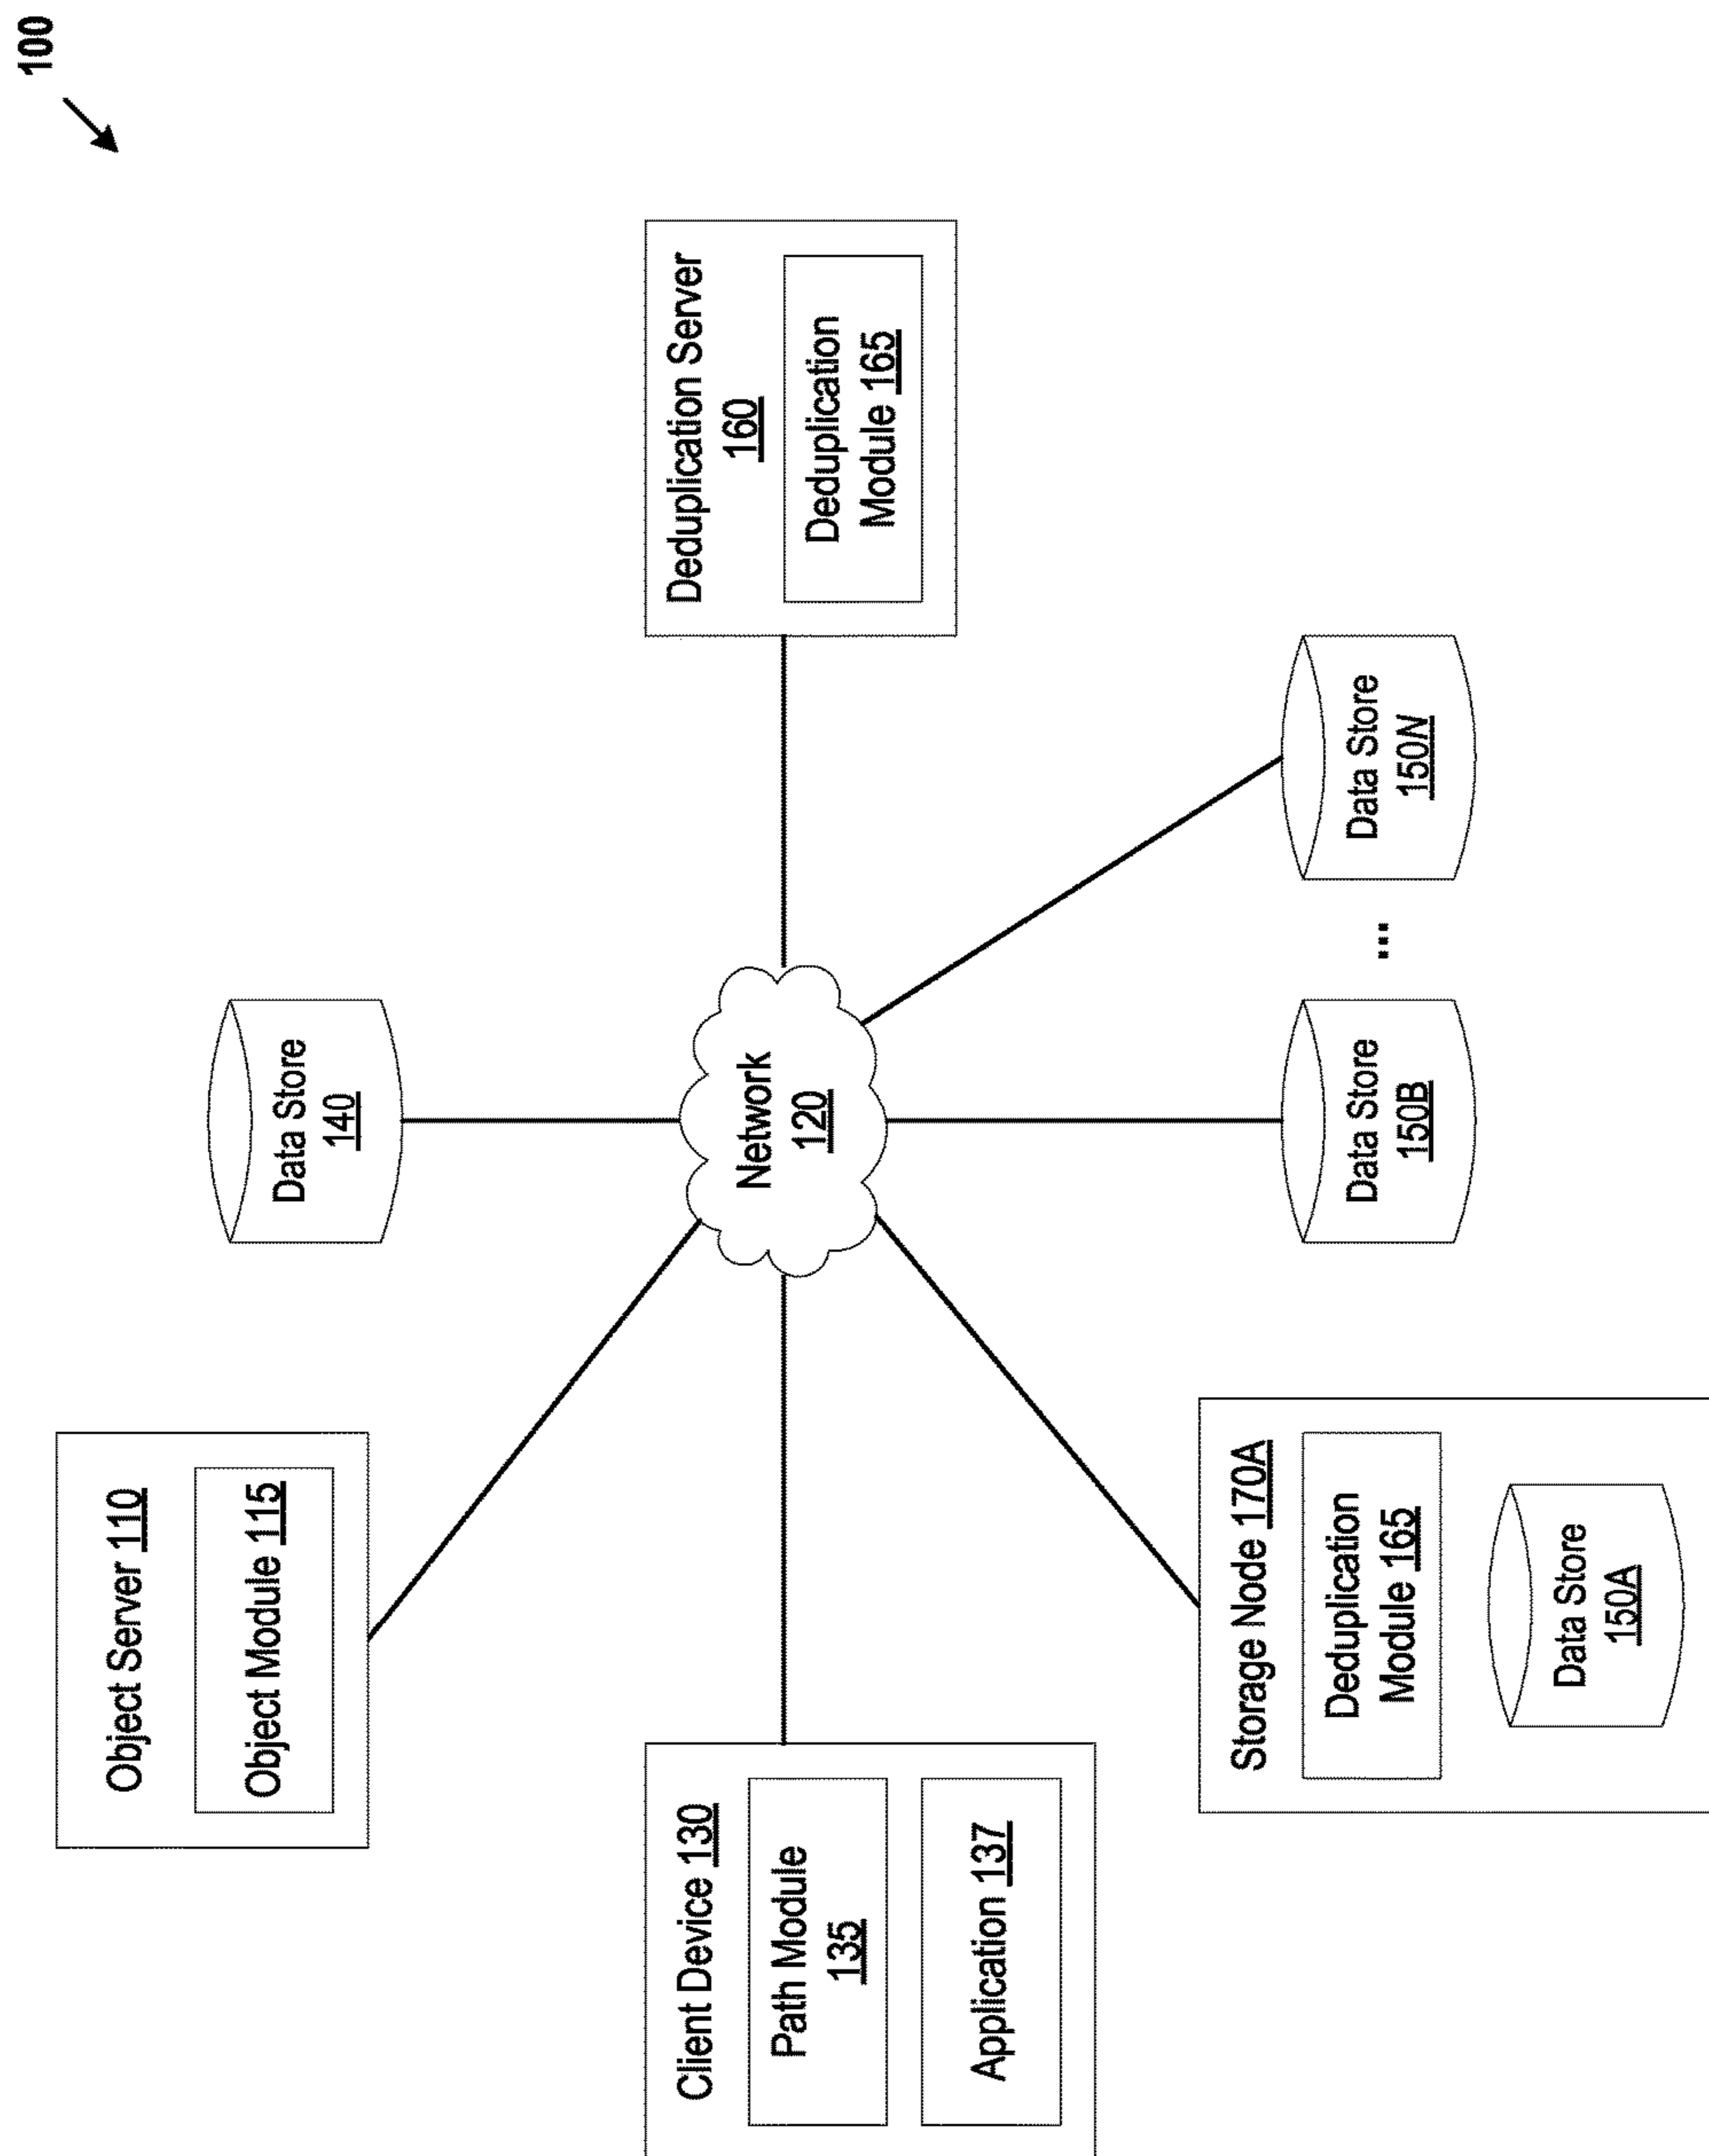 100
Object Server 110
Object Module 115
Data Store
140
Client Device 130
Path Module
135
Application 137
Network
120
Deduplication Server
160
Deduplication
Module 165
Storage Node 170A
Deduplication
Module 165
Data Store
150A
Data Store
150B
...
Data Store
150N